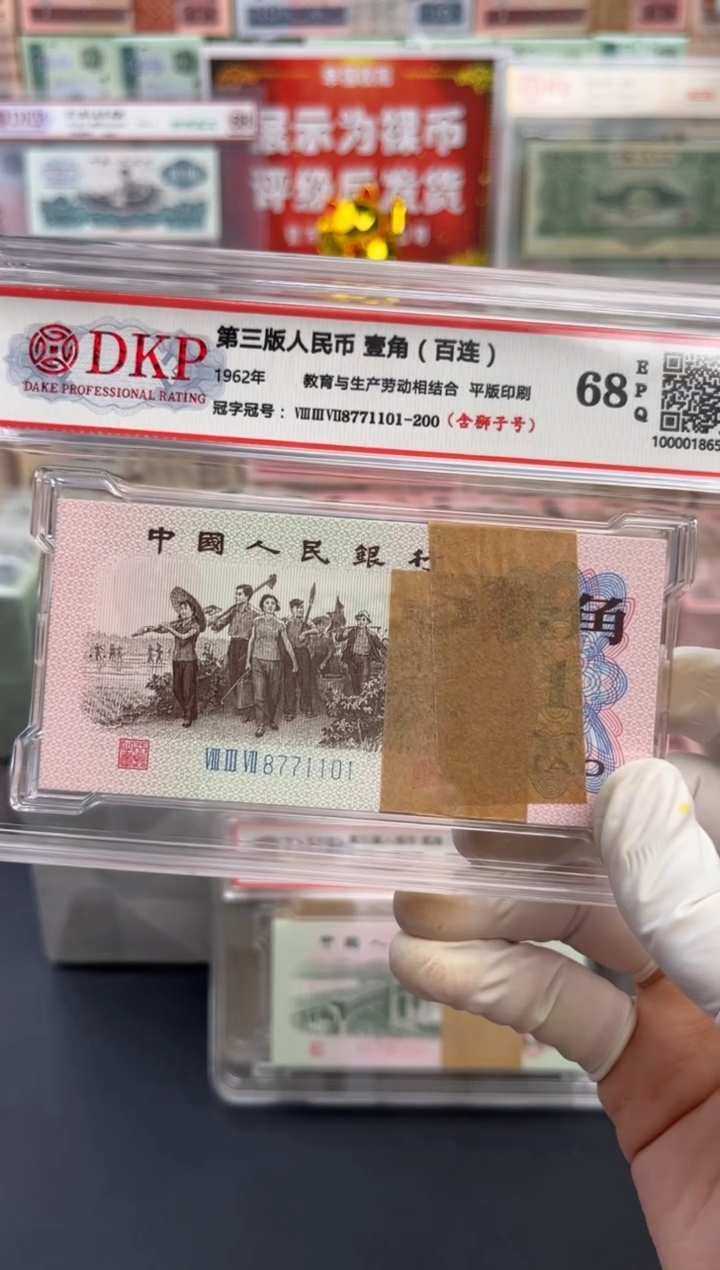 展示为裸币
评级后发货
DKP
DAKE PROFESSIONAL RATING
第三版人民币 壹角（百连）
1962年 教育与生产劳动相结合 平版印刷
冠字冠号：ⅧⅢⅦ8771101-200（含狮子号）
68
EPQ
100001865
中國人民銀行
角
ⅧⅢⅦ8771101